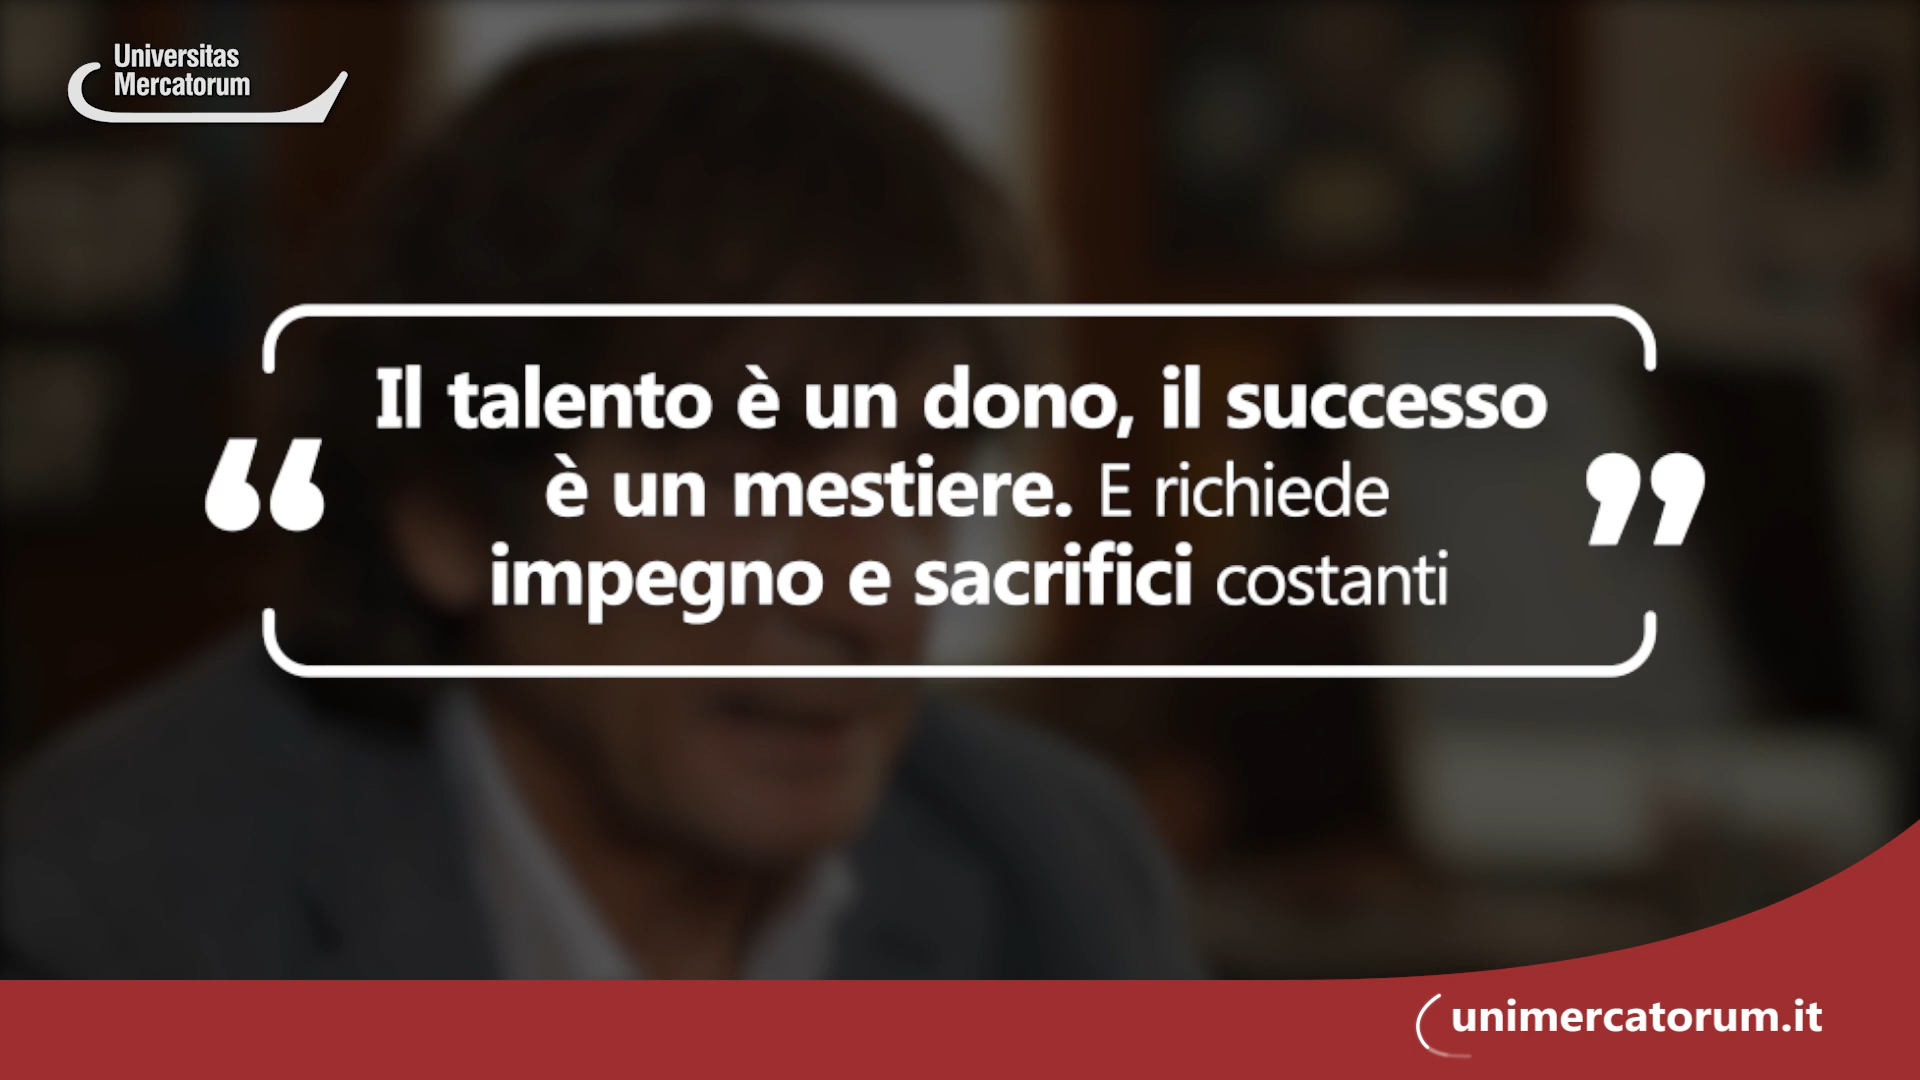 Universitas
Mercatorum
Il talento è un dono, il successo
“ è un mestiere. E richiede ”
impegno e sacrifici costanti
unimercatorum.it